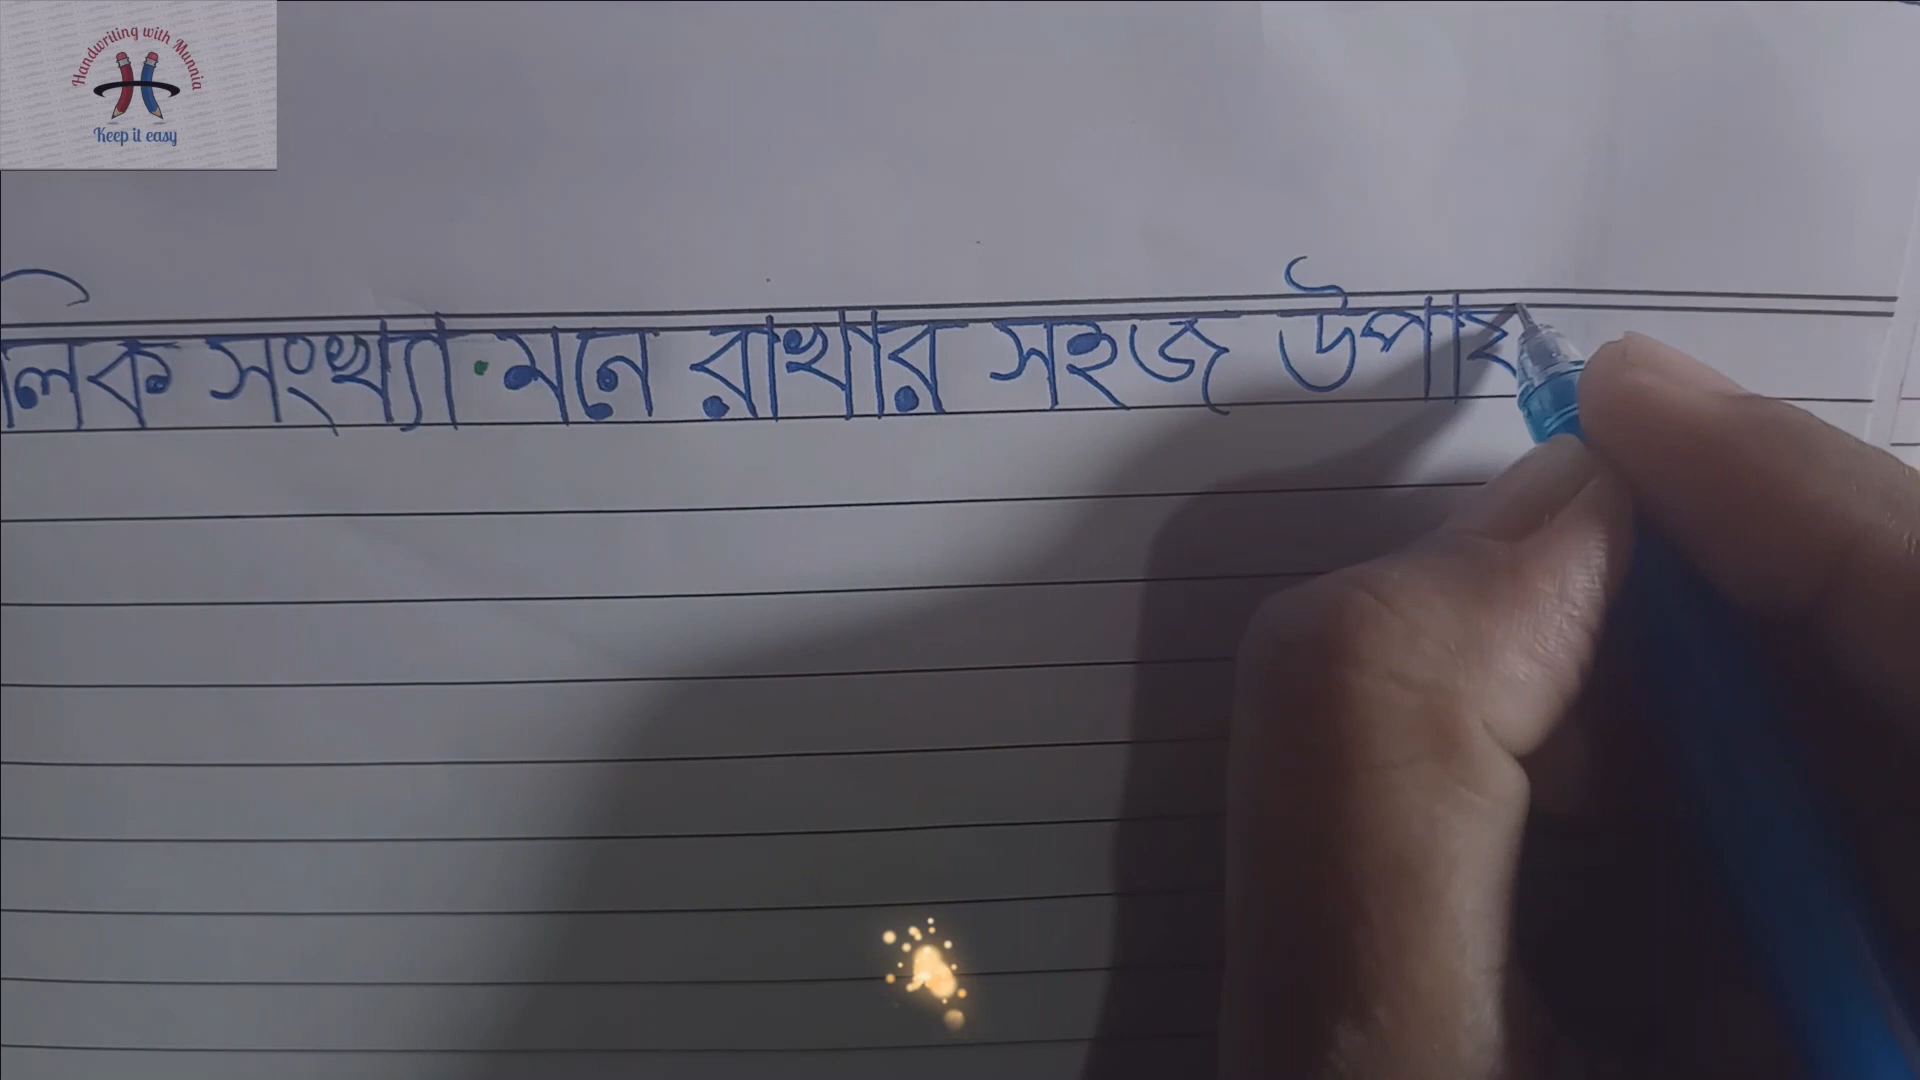 Handwriting with Munnia
Keep it easy
লিক সংখ্যা মনে রাখার সহজ উপায়